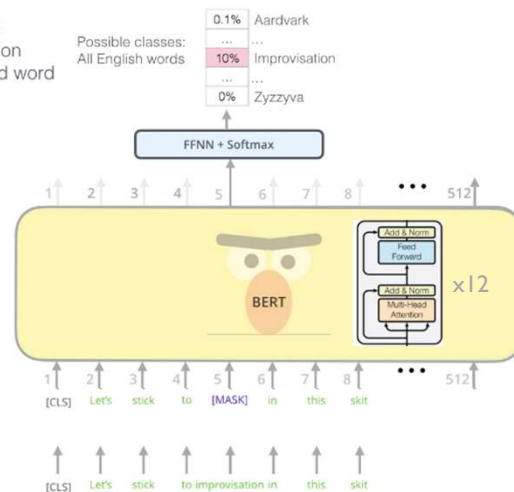 on
d word
Possible classes:
All English words
0.1% Aardvark
... ...
10% Improvisation
... ...
0% Zyzzyva
FFNN + Softmax
1 2 3 4 5 6 7 8 ••• 512
BERT
Add & Norm
Feed
Forward
Add & Norm
Multi-Head
Attention
x12
1 2 3 4 5 6 7 8 ••• 512
[CLS] Let's stick to [MASK] in this skit
[CLS] Let's stick to improvisation in this skit